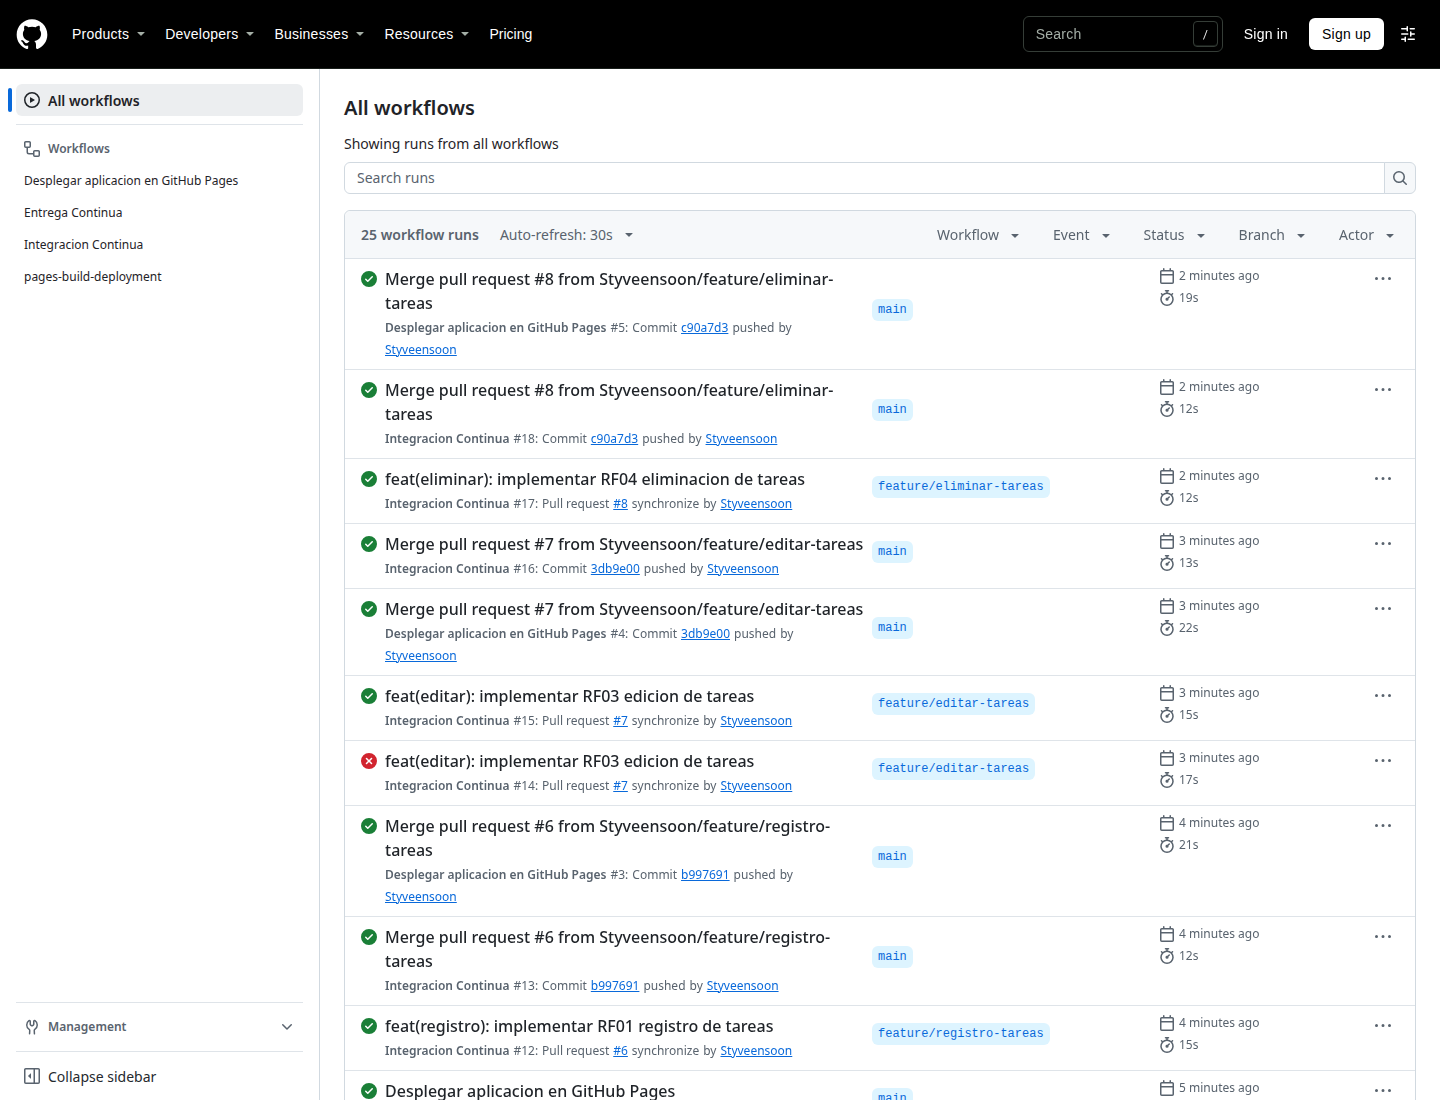 Products Developers Businesses Resources Pricing Search / Sign in Sign up
All workflows
Workflows
Desplegar aplicacion en GitHub Pages
Entrega Continua
Integracion Continua
pages-build-deployment
Management
Collapse sidebar
All workflows
Showing runs from all workflows
Search runs
25 workflow runs Auto-refresh: 30s Workflow Event Status Branch Actor
Merge pull request #8 from Styveensoon/feature/eliminar-
tareas
Desplegar aplicacion en GitHub Pages #5: Commit c90a7d3 pushed by
Styveensoon
main
2 minutes ago
19s
Merge pull request #8 from Styveensoon/feature/eliminar-
tareas
Integracion Continua #18: Commit c90a7d3 pushed by Styveensoon
main
2 minutes ago
12s
feat(eliminar): implementar RF04 eliminacion de tareas
Integracion Continua #17: Pull request #8 synchronize by Styveensoon
feature/eliminar-tareas
2 minutes ago
12s
Merge pull request #7 from Styveensoon/feature/editar-tareas
Integracion Continua #16: Commit 3db9e00 pushed by Styveensoon
main
3 minutes ago
13s
Merge pull request #7 from Styveensoon/feature/editar-tareas
Desplegar aplicacion en GitHub Pages #4: Commit 3db9e00 pushed by
Styveensoon
main
3 minutes ago
22s
feat(editar): implementar RF03 edicion de tareas
Integracion Continua #15: Pull request #7 synchronize by Styveensoon
feature/editar-tareas
3 minutes ago
15s
feat(editar): implementar RF03 edicion de tareas
Integracion Continua #14: Pull request #7 synchronize by Styveensoon
feature/editar-tareas
3 minutes ago
17s
Merge pull request #6 from Styveensoon/feature/registro-
tareas
Desplegar aplicacion en GitHub Pages #3: Commit b997691 pushed by
Styveensoon
main
4 minutes ago
21s
Merge pull request #6 from Styveensoon/feature/registro-
tareas
Integracion Continua #13: Commit b997691 pushed by Styveensoon
main
4 minutes ago
12s
feat(registro): implementar RF01 registro de tareas
Integracion Continua #12: Pull request #6 synchronize by Styveensoon
feature/registro-tareas
4 minutes ago
15s
Desplegar aplicacion en GitHub Pages
main
5 minutes ago